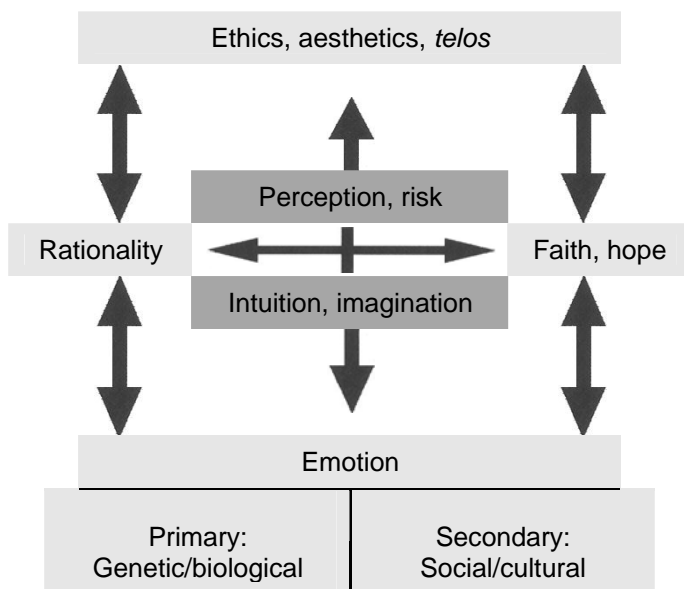 Ethics, aesthetics, telos
Perception, risk
Rationality
Faith, hope
Intuition, imagination
Emotion
Primary:
Genetic/biological
Secondary:
Social/cultural